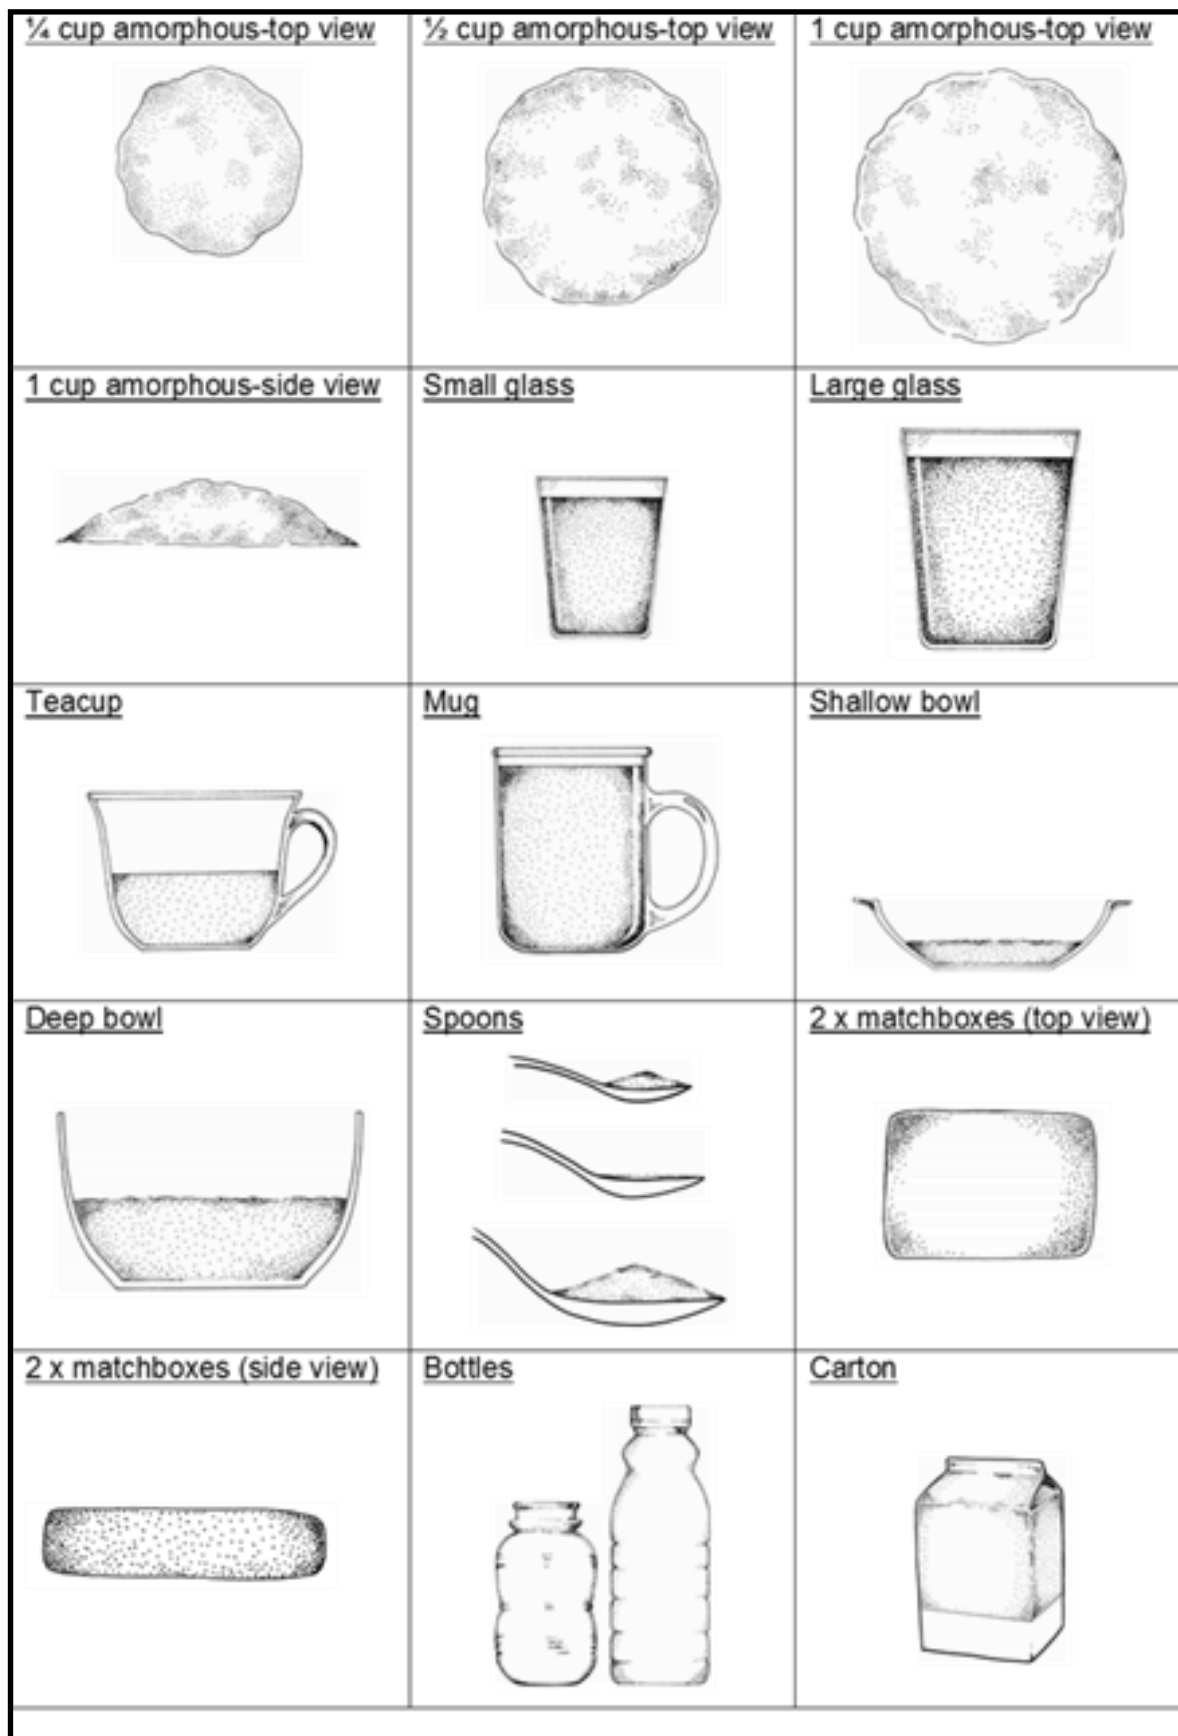 ¼ cup amorphous-top view
½ cup amorphous-top view
1 cup amorphous-top view
1 cup amorphous-side view
Small glass
Large glass
Teacup
Mug
Shallow bowl
Deep bowl
Spoons
2 x matchboxes (top view)
2 x matchboxes (side view)
Bottles
Carton